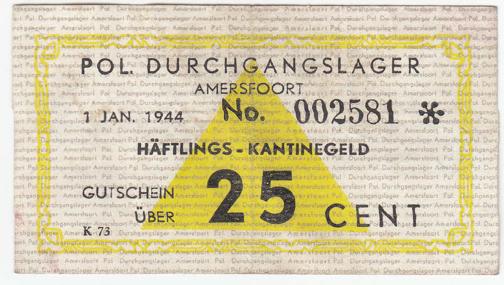 POL. DURCHGANGSLAGER
AMERSFOORT
1 JAN. 1944 No. 002581 *
HÄFTLINGS - KANTINEGELD
GUTSCHEIN
ÜBER
25 CENT
K 73